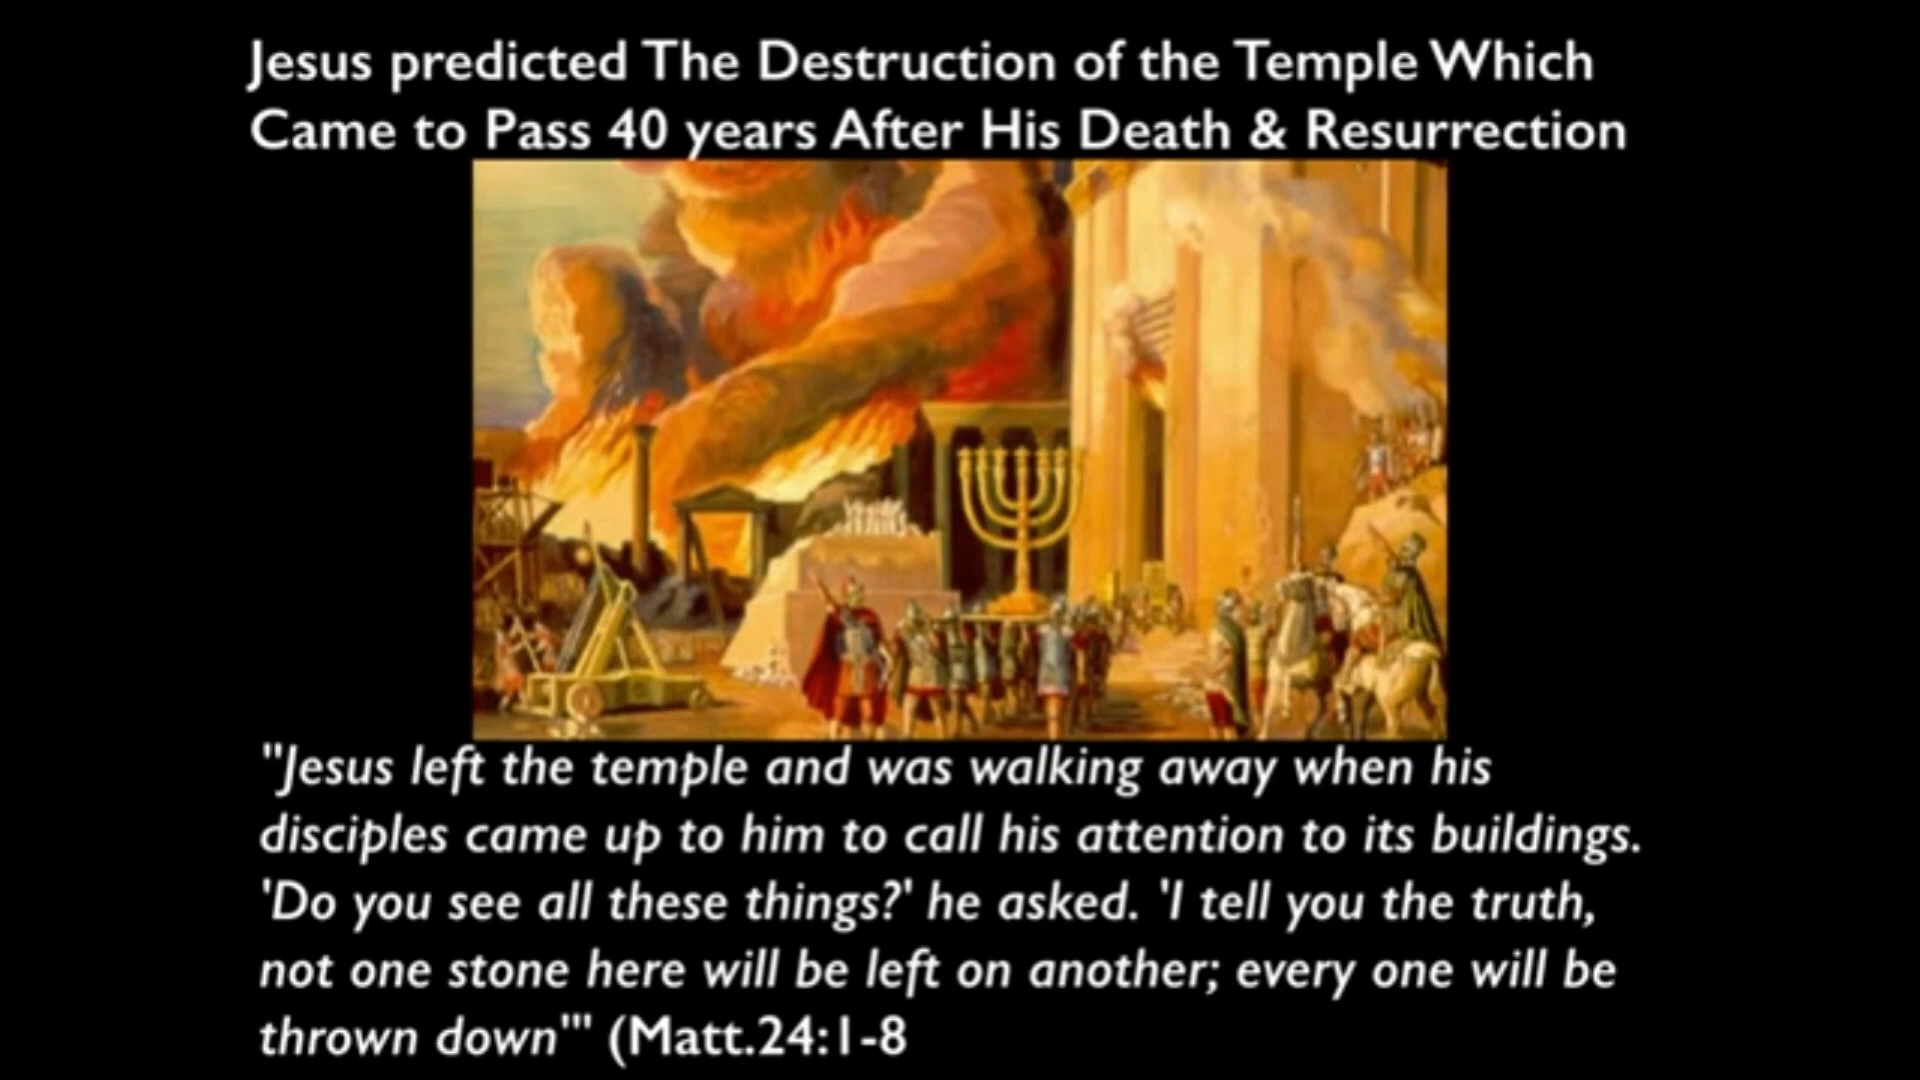 Jesus predicted The Destruction of the Temple Which
Came to Pass 40 years After His Death & Resurrection
"Jesus left the temple and was walking away when his
disciples came up to him to call his attention to its buildings.
'Do you see all these things?' he asked. 'I tell you the truth,
not one stone here will be left on another; every one will be
thrown down'" (Matt.24:1-8